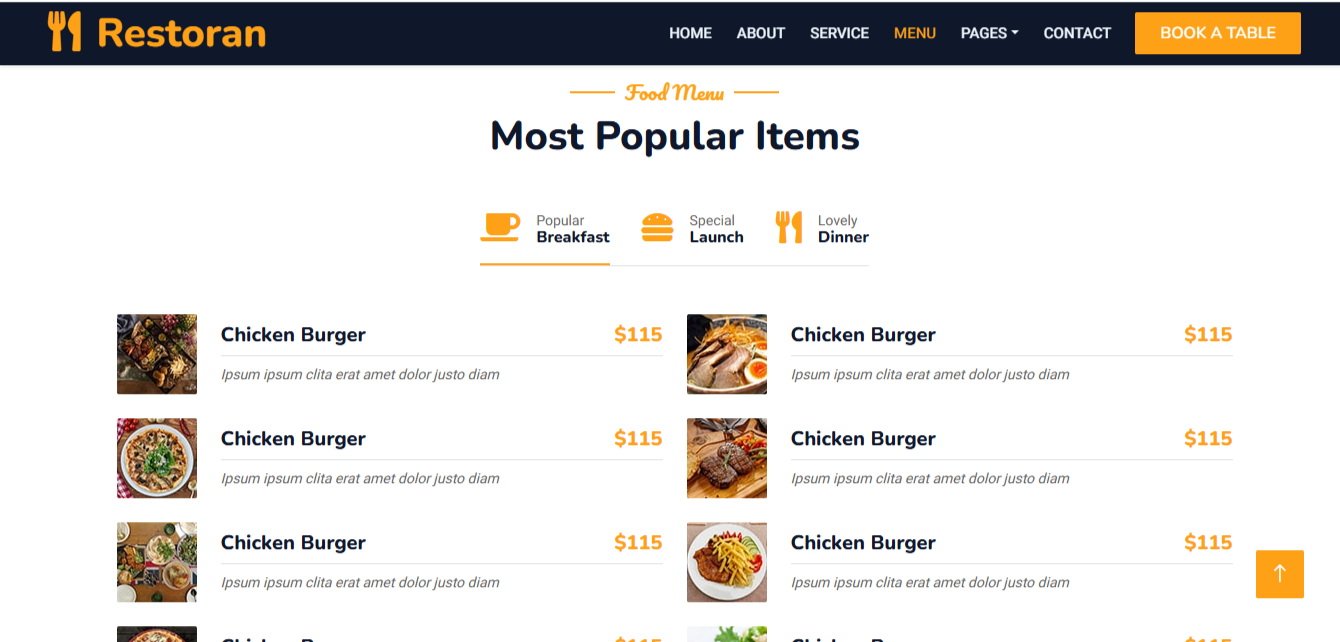 Restoran
HOME ABOUT SERVICE MENU PAGES CONTACT BOOK A TABLE
Food Menu
Most Popular Items
Popular
Breakfast
Special
Launch
Lovely
Dinner
Chicken Burger $115
Ipsum ipsum clita erat amet dolor justo diam
Chicken Burger $115
Ipsum ipsum clita erat amet dolor justo diam
Chicken Burger $115
Ipsum ipsum clita erat amet dolor justo diam
Chicken Burger $115
Ipsum ipsum clita erat amet dolor justo diam
Chicken Burger $115
Ipsum ipsum clita erat amet dolor justo diam
Chicken Burger $115
Ipsum ipsum clita erat amet dolor justo diam